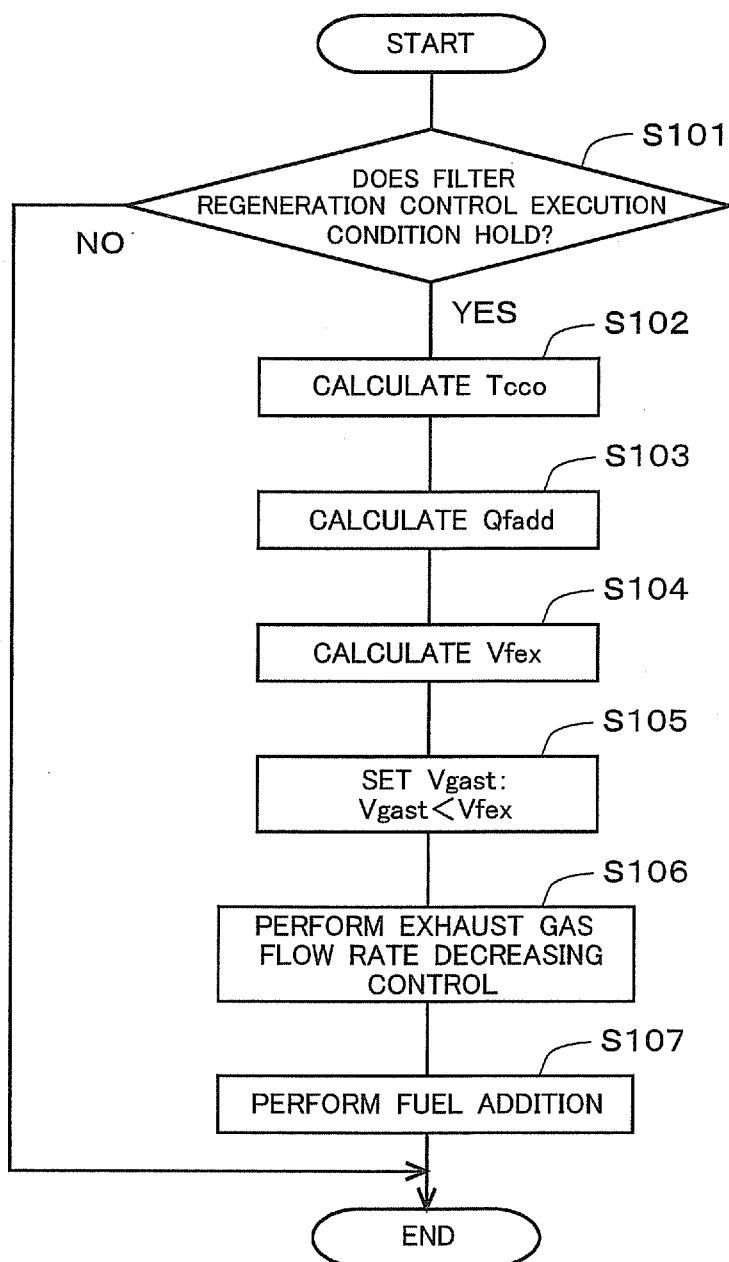 START
S101
DOES FILTER
REGENERATION CONTROL EXECUTION
CONDITION HOLD?
NO
YES
S102
CALCULATE Tcco
S103
CALCULATE Qfadd
S104
CALCULATE Vfex
S105
SET Vgast:
Vgast<Vfex
S106
PERFORM EXHAUST GAS
FLOW RATE DECREASING
CONTROL
S107
PERFORM FUEL ADDITION
END